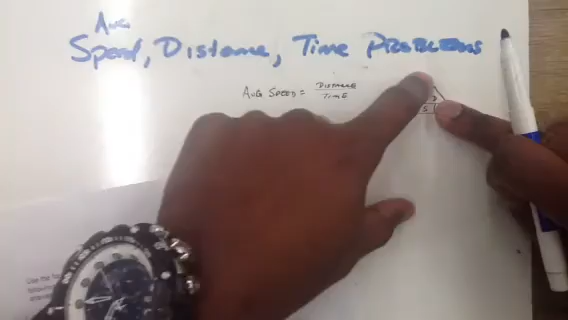 Avg
Speed, Distance, Time Problems
Avg Speed = Distance
Time
S